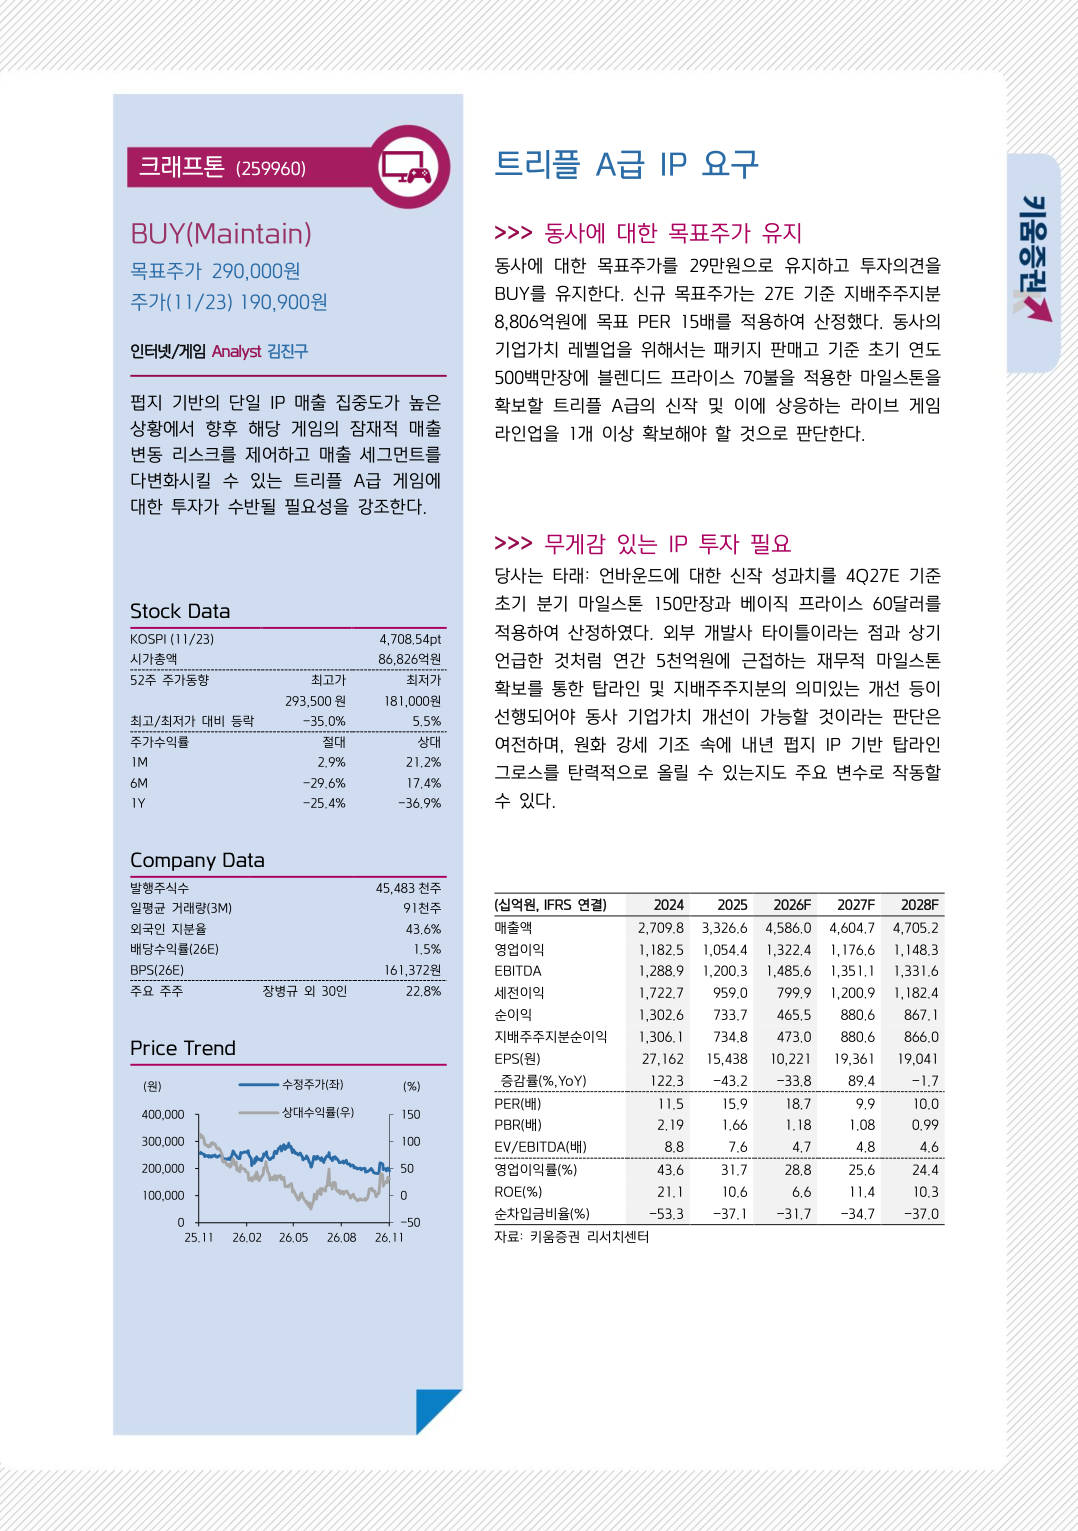 크래프톤 (259960)
BUY(Maintain)
목표주가 290,000원
주가(11/23) 190,900원
인터넷/게임 Analyst 김진구
펍지 기반의 단일 IP 매출 집중도가 높은
상황에서 향후 해당 게임의 잠재적 매출
변동 리스크를 제어하고 매출 세그먼트를
다변화시킬 수 있는 트리플 A급 게임에
대한 투자가 수반될 필요성을 강조한다.
Stock Data
KOSPI (11/23) 4,708.54pt
시가총액 86,826억원
52주 주가동향 최고가 최저가
293,500 원 181,000원
최고/최저가 대비 등락 -35.0% 5.5%
주가수익률 절대 상대
1M 2.9% 21.2%
6M -29.6% 17.4%
1Y -25.4% -36.9%
Company Data
발행주식수 45,483 천주
일평균 거래량(3M) 91천주
외국인 지분율 43.6%
배당수익률(26E) 1.5%
BPS(26E) 161,372원
주요 주주 장병규 외 30인 22.8%
Price Trend
(원) 수정주가(좌) (%)
400,000 상대수익률(우) 150
300,000 100
200,000 50
100,000 0
0 -50
25.11 26.02 26.05 26.08 26.11
트리플 A급 IP 요구
>>> 동사에 대한 목표주가 유지
동사에 대한 목표주가를 29만원으로 유지하고 투자의견을
BUY를 유지한다. 신규 목표주가는 27E 기준 지배주주지분
8,806억원에 목표 PER 15배를 적용하여 산정했다. 동사의
기업가치 레벨업을 위해서는 패키지 판매고 기준 초기 연도
500백만장에 블렌디드 프라이스 70불을 적용한 마일스톤을
확보할 트리플 A급의 신작 및 이에 상응하는 라이브 게임
라인업을 1개 이상 확보해야 할 것으로 판단한다.
>>> 무게감 있는 IP 투자 필요
당사는 타래: 언바운드에 대한 신작 성과치를 4Q27E 기준
초기 분기 마일스톤 150만장과 베이직 프라이스 60달러를
적용하여 산정하였다. 외부 개발사 타이틀이라는 점과 상기
언급한 것처럼 연간 5천억원에 근접하는 재무적 마일스톤
확보를 통한 탑라인 및 지배주주지분의 의미있는 개선 등이
선행되어야 동사 기업가치 개선이 가능할 것이라는 판단은
여전하며, 원화 강세 기조 속에 내년 펍지 IP 기반 탑라인
그로스를 탄력적으로 올릴 수 있는지도 주요 변수로 작동할
수 있다.
(십억원, IFRS 연결) 2024 2025 2026F 2027F 2028F
매출액 2,709.8 3,326.6 4,586.0 4,604.7 4,705.2
영업이익 1,182.5 1,054.4 1,322.4 1,176.6 1,148.3
EBITDA 1,288.9 1,200.3 1,485.6 1,351.1 1,331.6
세전이익 1,722.7 959.0 799.9 1,200.9 1,182.4
순이익 1,302.6 733.7 465.5 880.6 867.1
지배주주지분순이익 1,306.1 734.8 473.0 880.6 866.0
EPS(원) 27,162 15,438 10,221 19,361 19,041
증감률(%,YoY) 122.3 -43.2 -33.8 89.4 -1.7
PER(배) 11.5 15.9 18.7 9.9 10.0
PBR(배) 2.19 1.66 1.18 1.08 0.99
EV/EBITDA(배) 8.8 7.6 4.7 4.8 4.6
영업이익률(%) 43.6 31.7 28.8 25.6 24.4
ROE(%) 21.1 10.6 6.6 11.4 10.3
순차입금비율(%) -53.3 -37.1 -31.7 -34.7 -37.0
자료: 키움증권 리서치센터
키움증권